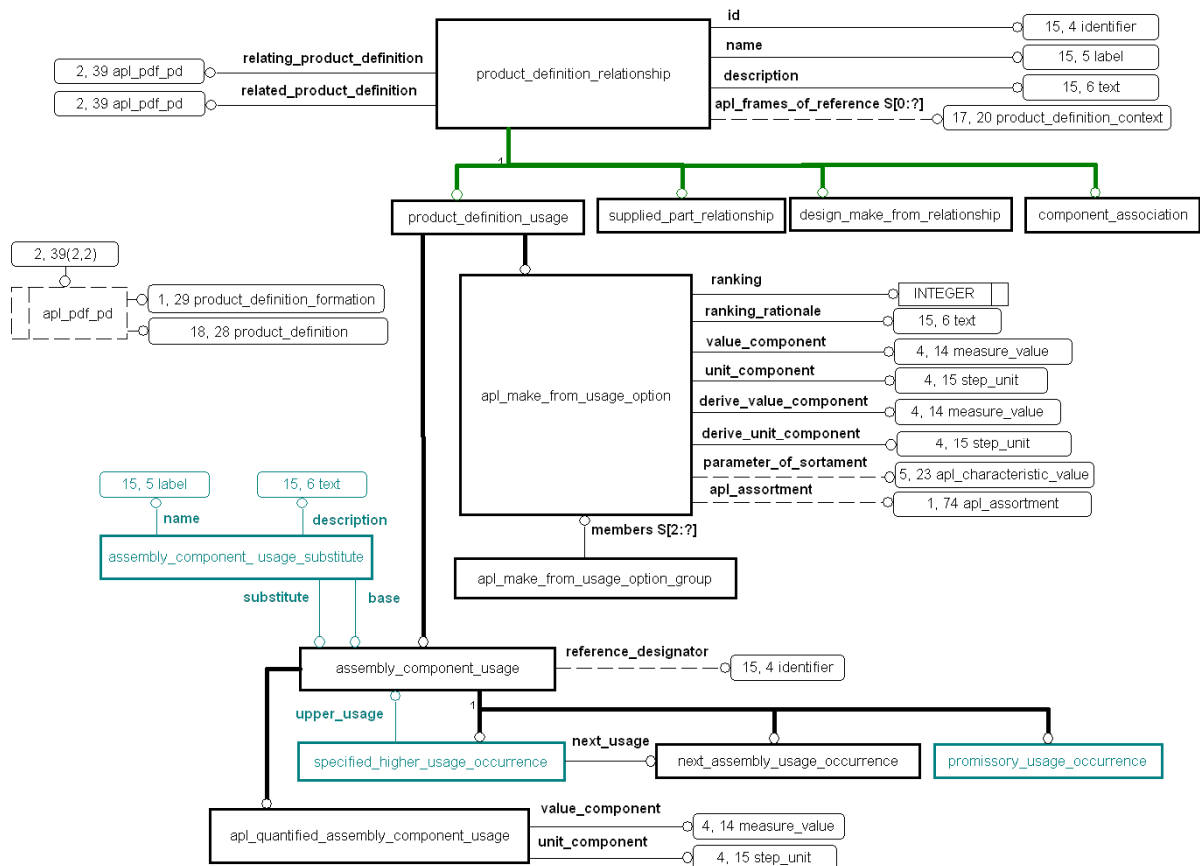 id
15, 4 identifier
relating_product_definition
name
product_definition_relationship
15, 5 label
2, 39 apl_pdf_pd
related_product_definition
description
15, 6 text
2, 39 apl_pdf_pd
apl_frames_of_reference S[0:?]
17, 20 product_definition_context
1
product_definition_usage
supplied_part_relationship
design_make_from_relationship
component_association
2, 39(2,2)
apl_pdf_pd
1, 29 product_definition_formation
18, 28 product_definition
apl_make_from_usage_option
ranking
INTEGER
ranking_rationale
15, 6 text
value_component
4, 14 measure_value
unit_component
4, 15 step_unit
derive_value_component
4, 14 measure_value
derive_unit_component
4, 15 step_unit
parameter_of_sortament
5, 23 apl_characteristic_value
apl_assortment
1, 74 apl_assortment
members S[2:?]
apl_make_from_usage_option_group
15, 5 label
15, 6 text
name
description
assembly_component_ usage_substitute
substitute
base
assembly_component_usage
reference_designator
15, 4 identifier
upper_usage
1
specified_higher_usage_occurrence
next_usage
next_assembly_usage_occurrence
promissory_usage_occurrence
apl_quantified_assembly_component_usage
value_component
4, 14 measure_value
unit_component
4, 15 step_unit